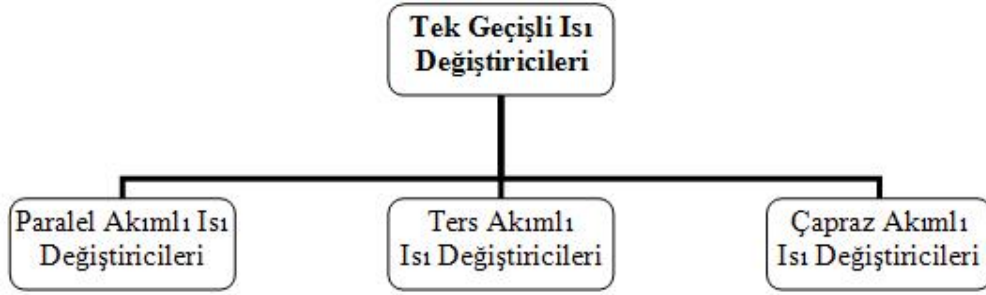 Tek Geçişli Isı
Değiştiricileri
Paralel Akımlı Isı
Değiştiricileri
Ters Akımlı
Isı Değiştiricileri
Çapraz Akımlı
Isı Değiştiricileri